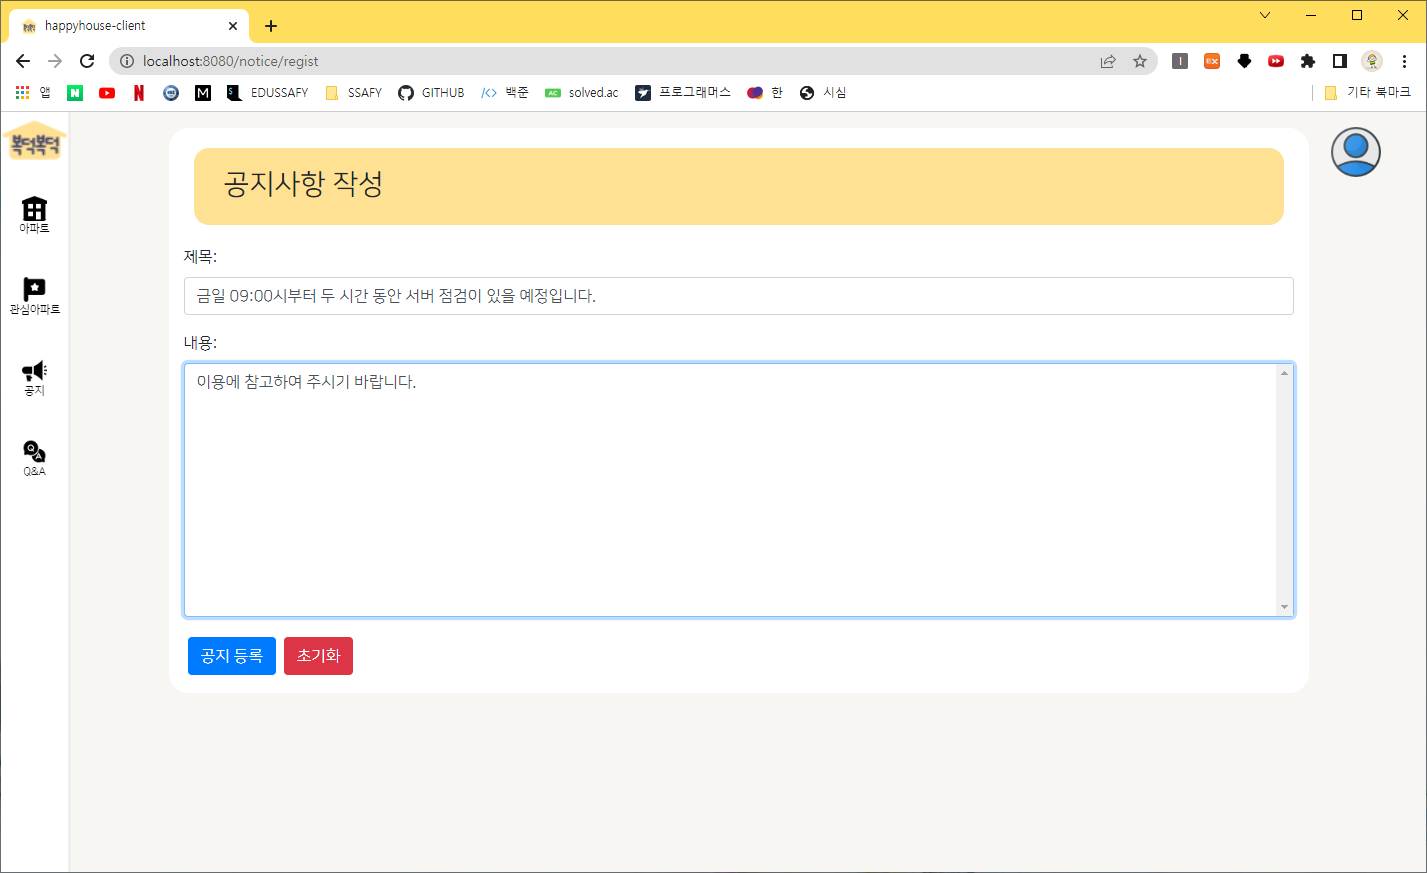 happyhouse-client
localhost:8080/notice/regist
앱 EDUSSAFY SSAFY GITHUB 백준 solved.ac 프로그래머스 한 시심 기타 북마크
복덕복덕
아파트
관심아파트
공지
Q&A
공지사항 작성
제목:
금일 09:00시부터 두 시간 동안 서버 점검이 있을 예정입니다.
내용:
이용에 참고하여 주시기 바랍니다.
공지 등록 초기화